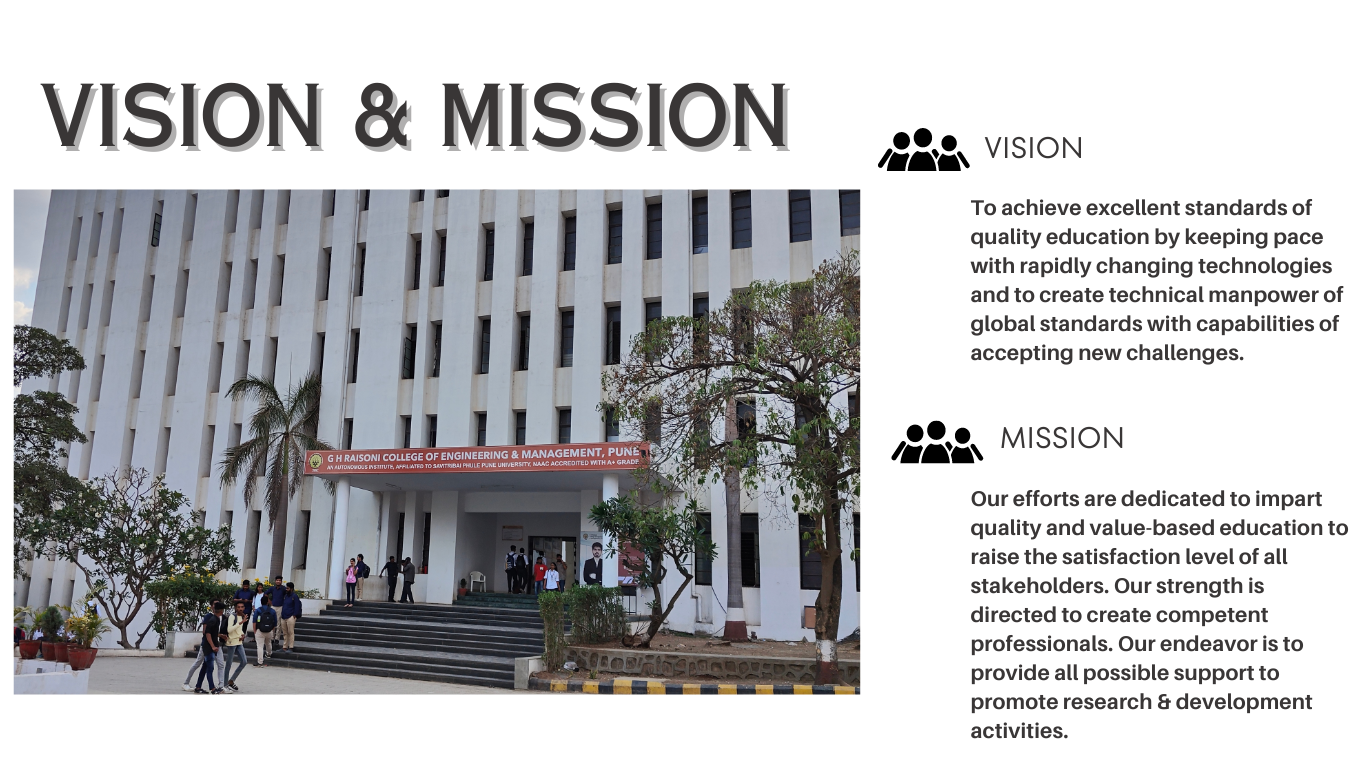 VISION & MISSION
VISION
To achieve excellent standards of
quality education by keeping pace
with rapidly changing technologies
and to create technical manpower of
global standards with capabilities of
accepting new challenges.
G H RAISONI COLLEGE OF ENGINEERING & MANAGEMENT, PUNE
AN AUTONOMOUS INSTITUTE, AFFILIATED TO SAVITRIBAI PHULE PUNE UNIVERSITY, NAAC ACCREDITED WITH A+ GRADE
MISSION
Our efforts are dedicated to impart
quality and value-based education to
raise the satisfaction level of all
stakeholders. Our strength is
directed to create competent
professionals. Our endeavor is to
provide all possible support to
promote research & development
activities.